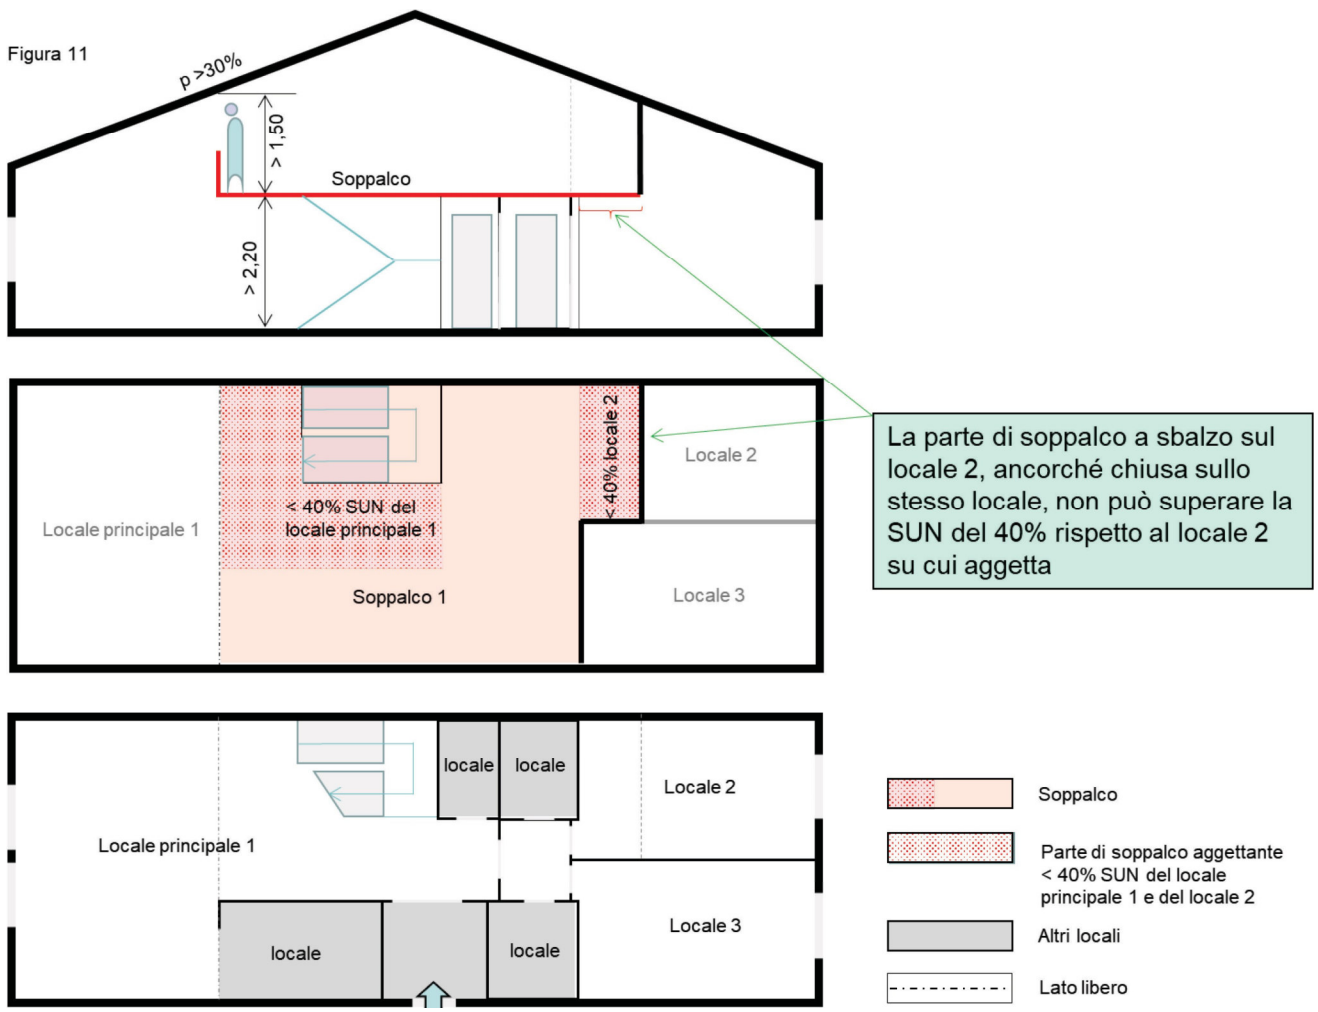 Figura 11
p >30%
> 1,50
Soppalco
> 2,20
< 40% locale 2
Locale 2
< 40% SUN del
locale principale 1
Locale principale 1
Soppalco 1
Locale 3
La parte di soppalco a sbalzo sul
locale 2, ancorché chiusa sullo
stesso locale, non può superare la
SUN del 40% rispetto al locale 2
su cui aggetta
locale
locale
Locale 2
Locale principale 1
Locale 3
locale
locale
Soppalco
Parte di soppalco aggettante
< 40% SUN del locale
principale 1 e del locale 2
Altri locali
Lato libero